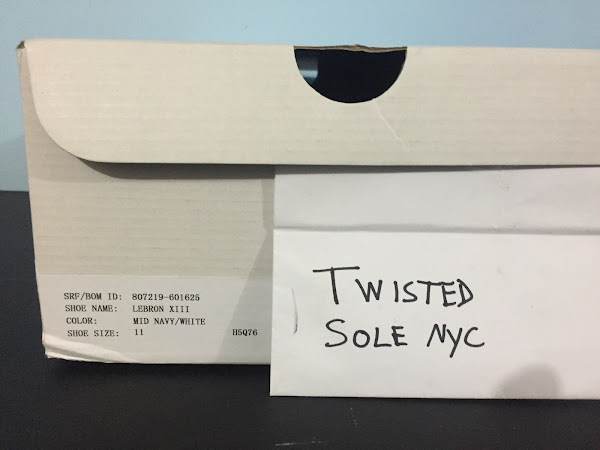 SRF/BOM ID: 807219-601625
SHOE NAME: LEBRON XIII
COLOR: MID NAVY/WHITE
SHOE SIZE: 11 H5Q76
TWISTED
SOLE NYC